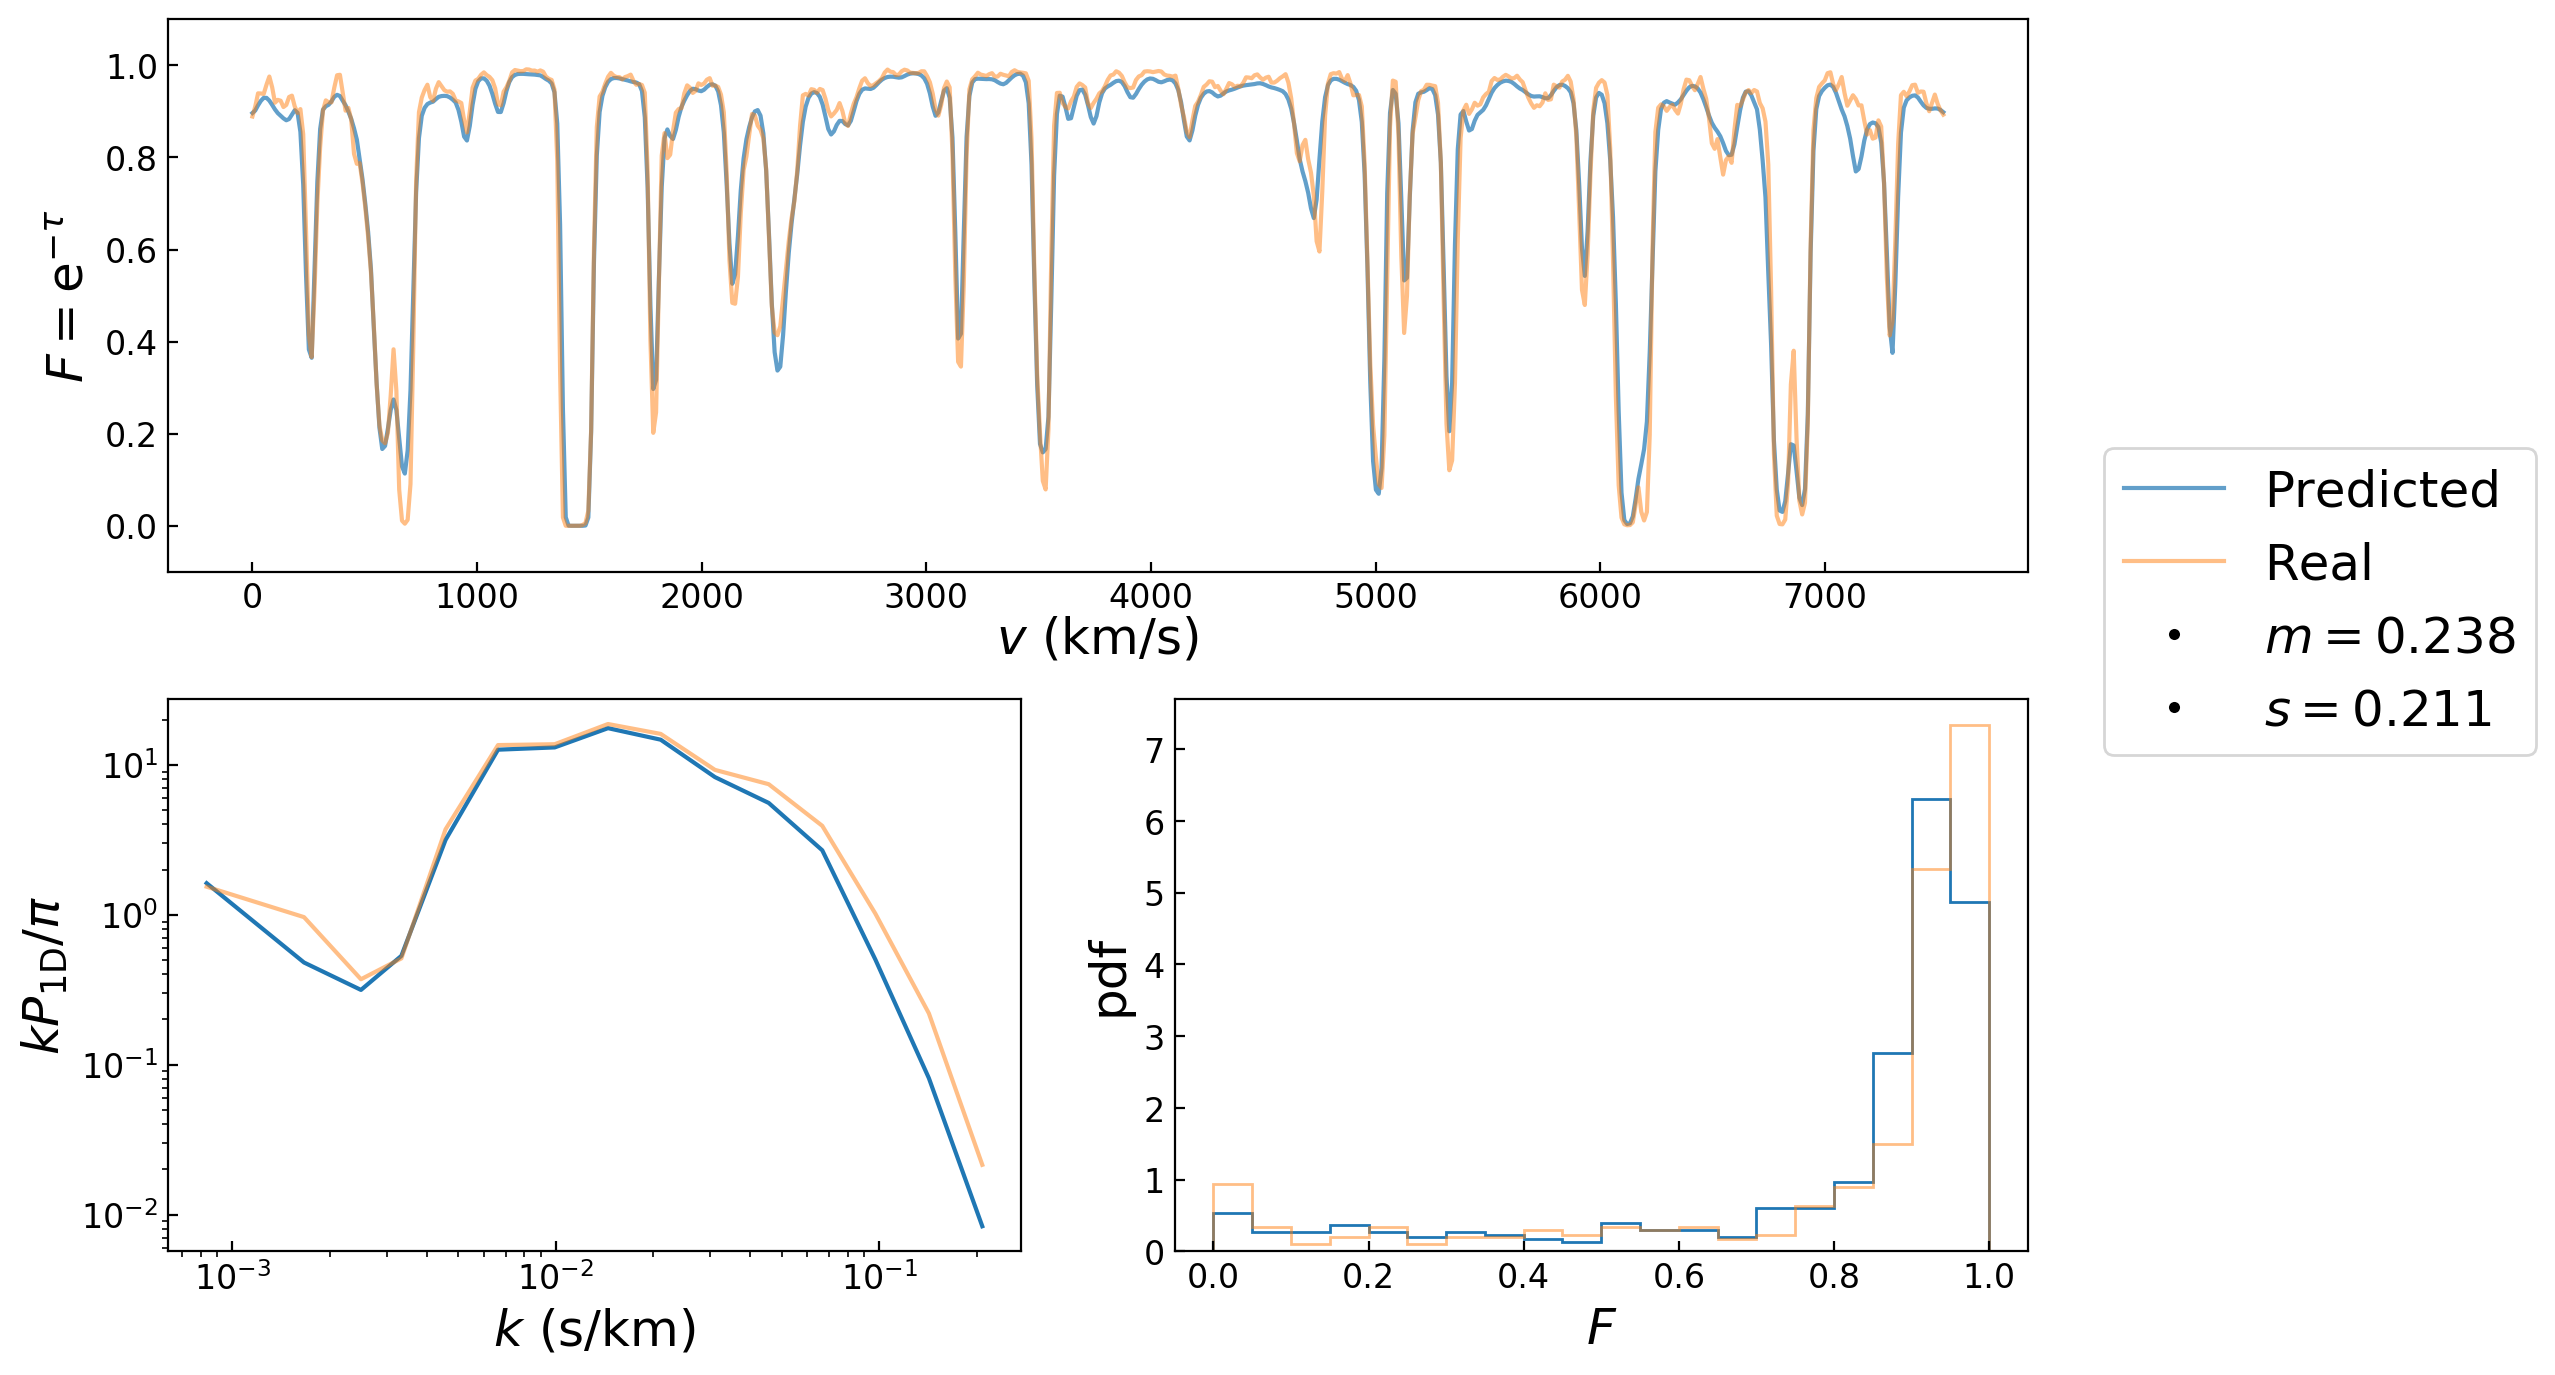 1.0
0.8
0.6
0.4
0.2
0.0
F = e^{−τ}
0 1000 2000 3000 4000 5000 6000 7000
v (km/s)
Predicted
Real
m = 0.238
s = 0.211
10^1
10^0
10^{−1}
10^{−2}
kP_{1D}/π
10^{−3} 10^{−2} 10^{−1}
k (s/km)
7
6
5
4
3
2
1
0
pdf
0.0 0.2 0.4 0.6 0.8 1.0
F